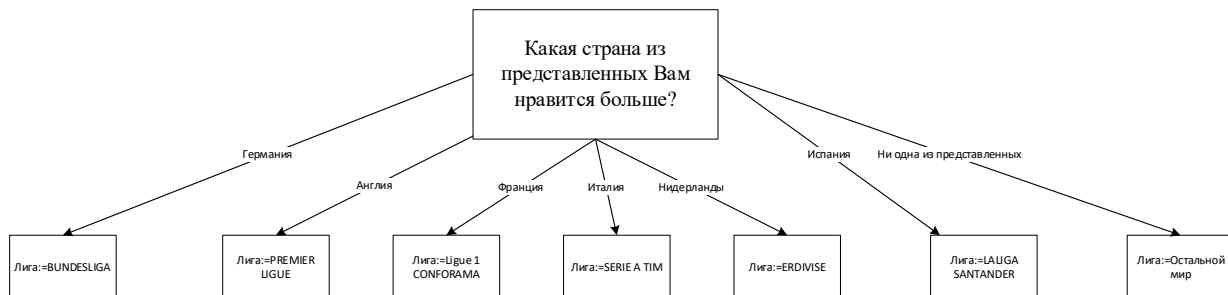 Какая страна из
представленных Вам
нравится больше?
Германия
Англия
Франция
Италия
Нидерланды
Испания
Ни одна из представленных
Лига:=BUNDESLIGA
Лига:=PREMIER
LIGUE
Лига:=Ligue 1
CONFORAMA
Лига:=SERIE A TIM
Лига:=ERDIVISE
Лига:=LALIGA
SANTANDER
Лига:=Остальной
мир